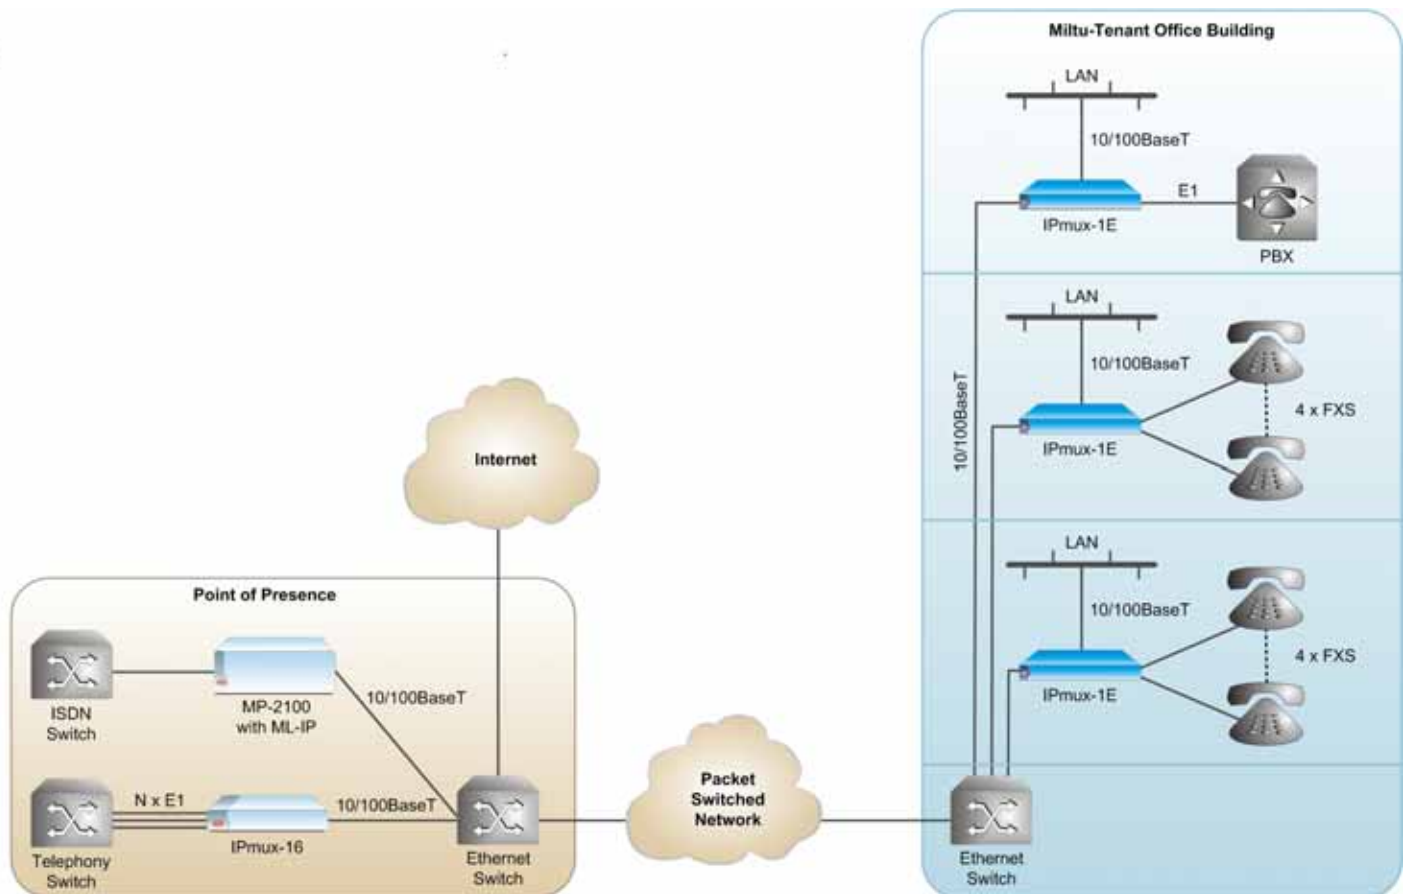 Miltu-Tenant Office Building
LAN
10/100BaseT
IPmux-1E
E1
PBX
LAN
10/100BaseT
IPmux-1E
4 x FXS
10/100BaseT
LAN
10/100BaseT
IPmux-1E
4 x FXS
Ethernet
Switch
Internet
Packet
Switched
Network
Point of Presence
ISDN
Switch
MP-2100
with ML-IP
10/100BaseT
Telephony
Switch
N x E1
IPmux-16
10/100BaseT
Ethernet
Switch